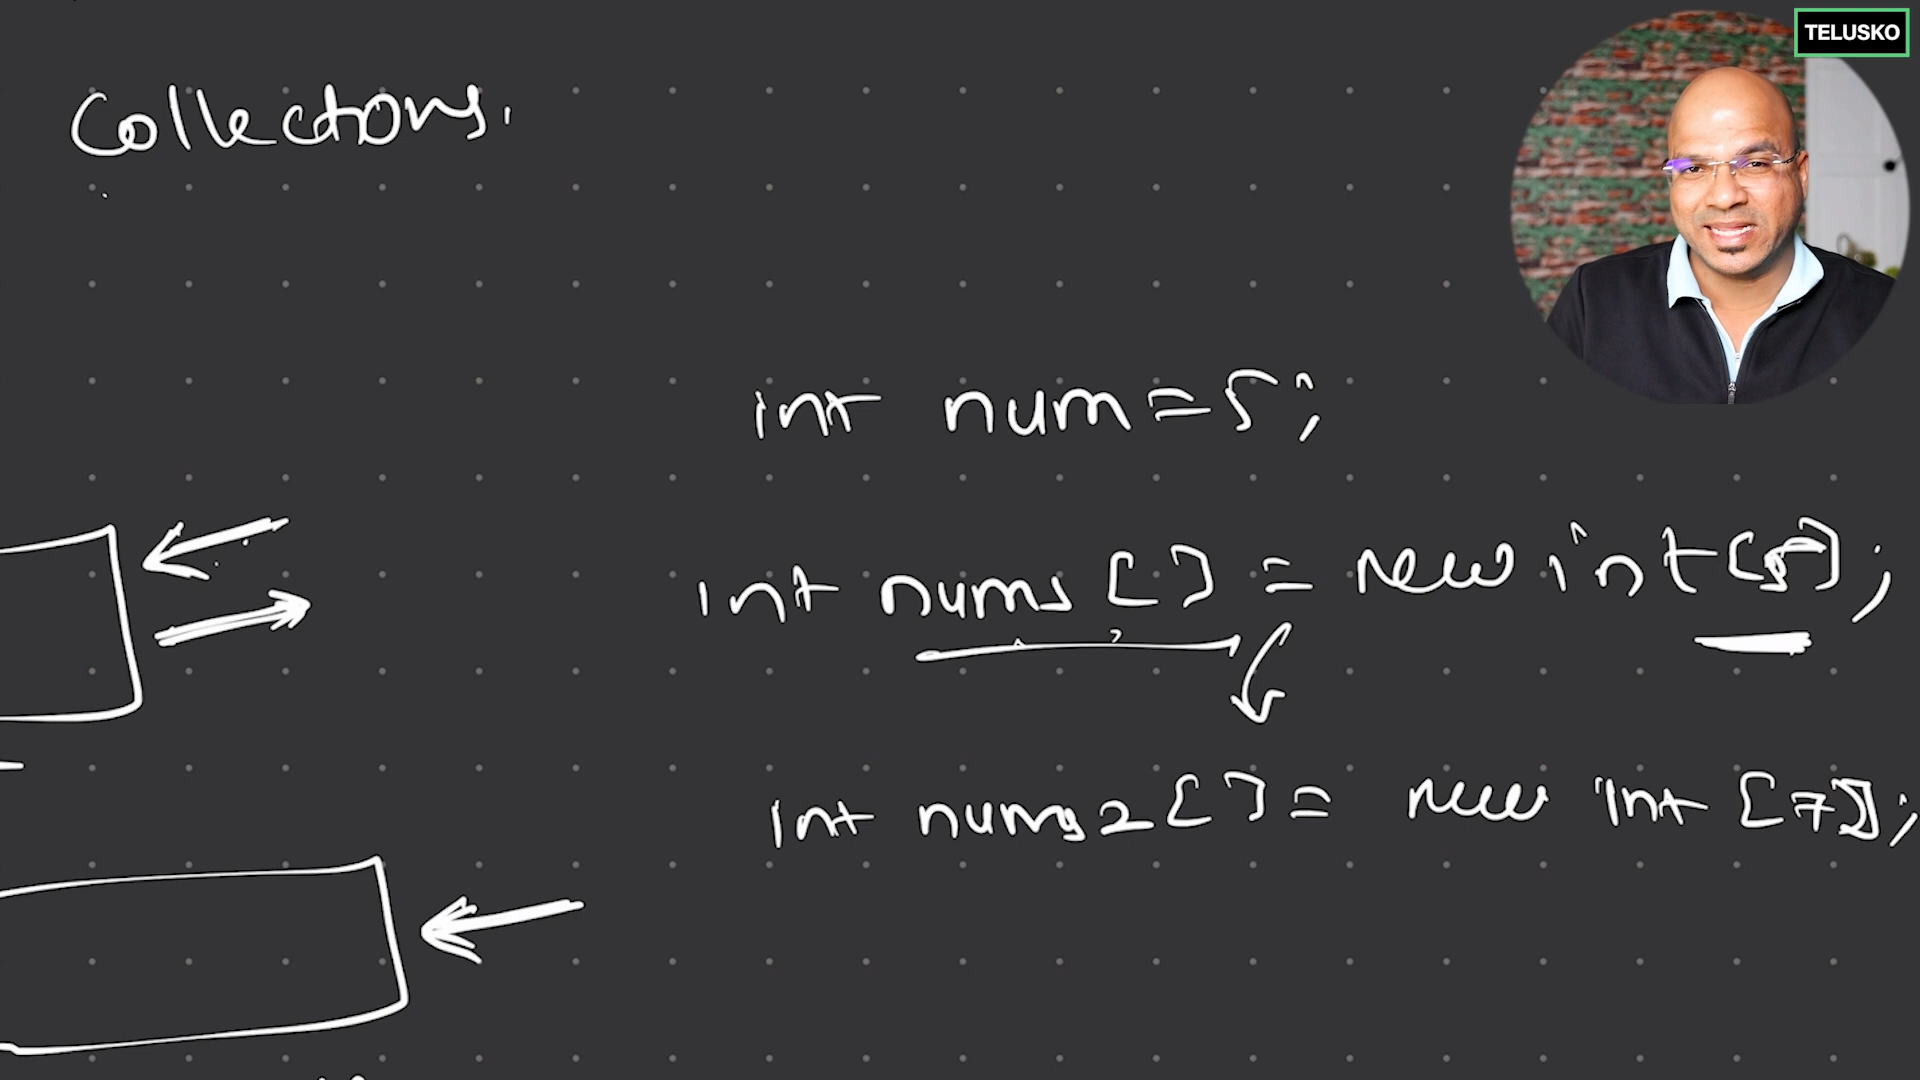 TELUSKO
Collections.
int num=5;
int nums[] = new int[5];
int nums2[] = new int [7];